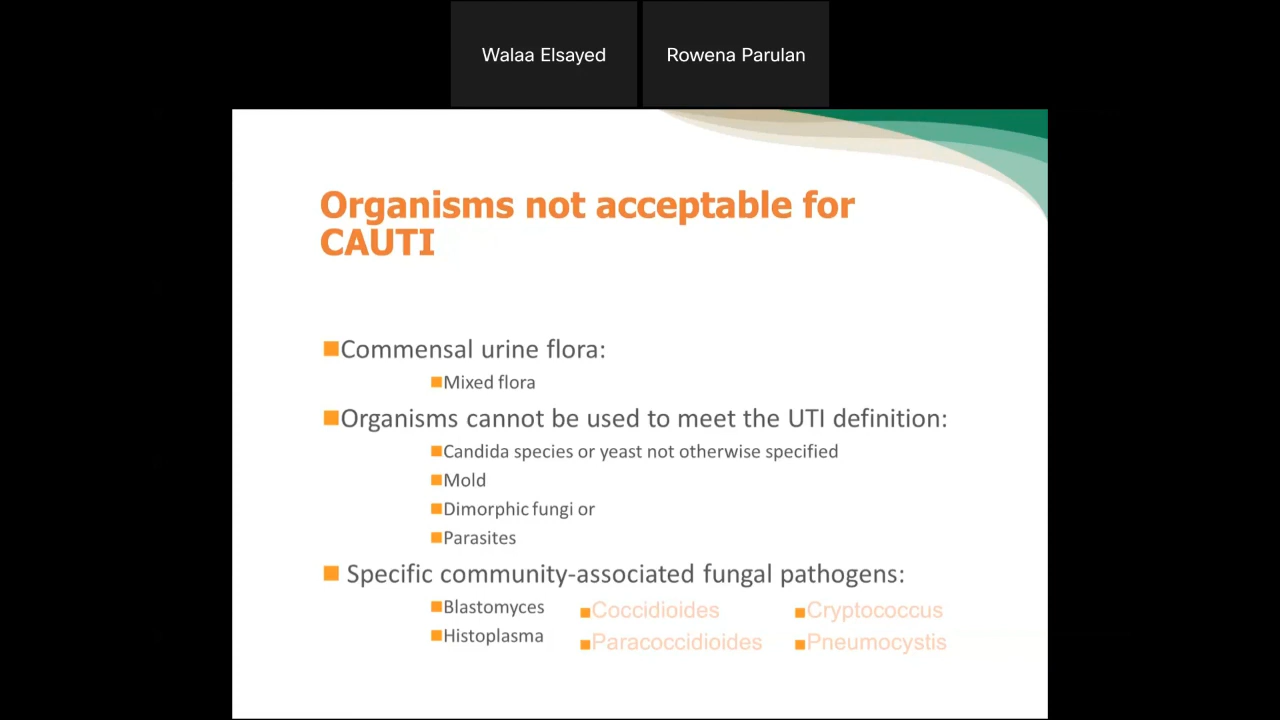 Walaa Elsayed
Rowena Parulan
Organisms not acceptable for
CAUTI
Commensal urine flora:
Mixed flora
Organisms cannot be used to meet the UTI definition:
Candida species or yeast not otherwise specified
Mold
Dimorphic fungi or
Parasites
Specific community-associated fungal pathogens:
Blastomyces
Histoplasma
Coccidioides
Paracoccidioides
Cryptococcus
Pneumocystis